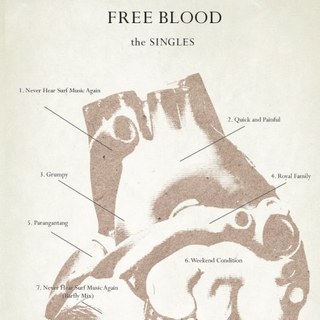 FREE BLOOD
the SINGLES
1. Never Hear Surf Music Again
2. Quick and Painful
3. Grumpy
4. Royal Family
5. Parangatang
6. Weekend Condition
7. Never Hear Surf Music Again
(Barfly Mix)